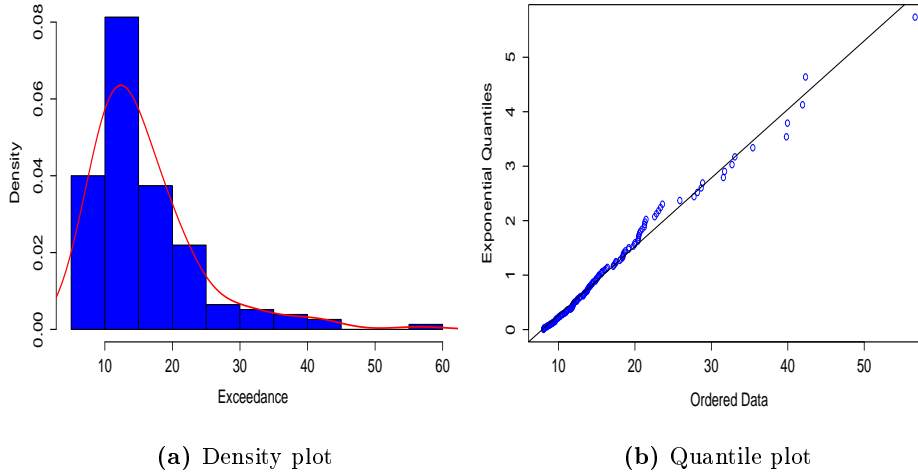 0.08
0.06
0.04
0.02
0.00
Density
10 20 30 40 50 60
Exceedance
5
4
3
2
1
0
Exponential Quantiles
10 20 30 40 50
Ordered Data
(a) Density plot
(b) Quantile plot